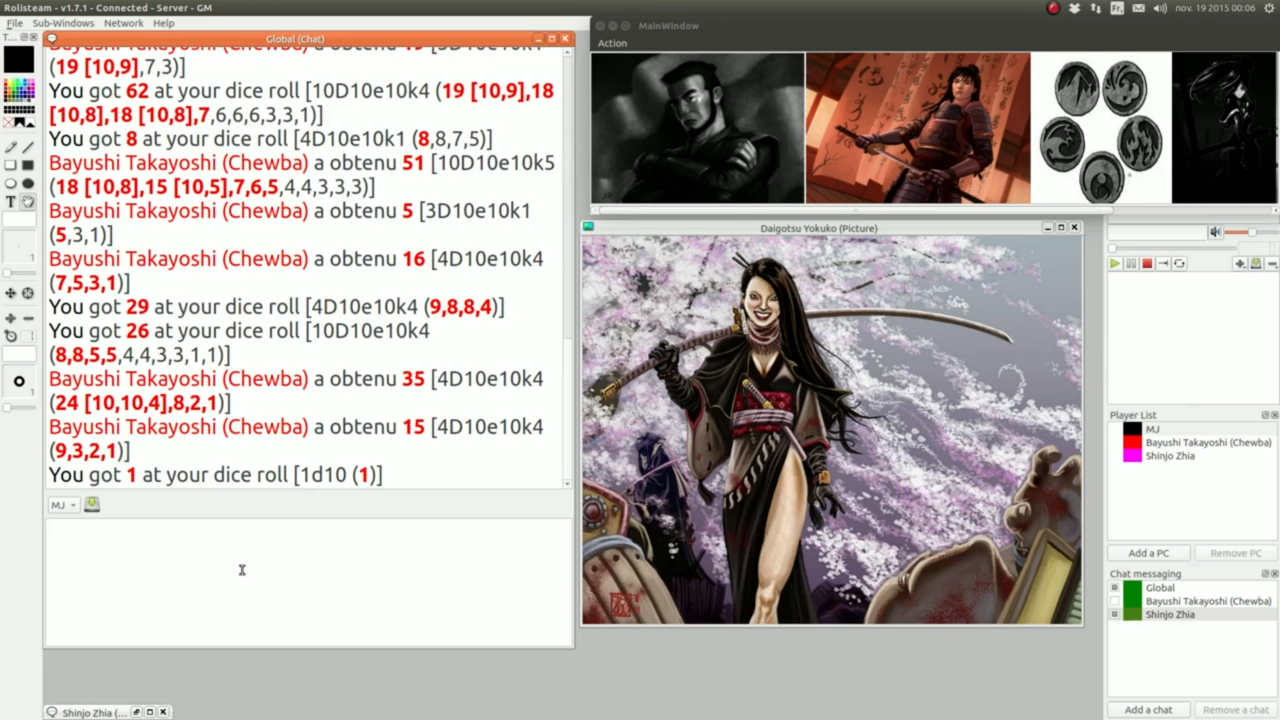 Rolisteam - v1.7.1 - Connected - Server - GM
Fr
nov. 19 2015 00:06
File Sub-Windows Network Help
Global (Chat)
(19 [10,9],7,3)]
You got 62 at your dice roll [10D10e10k4 (19 [10,9],18
[10,8],18 [10,8],7,6,6,6,3,3,1)]
You got 8 at your dice roll [4D10e10k1 (8,8,7,5)]
Bayushi Takayoshi (Chewba) a obtenu 51 [10D10e10k5
(18 [10,8],15 [10,5],7,6,5,4,4,3,3,3)]
Bayushi Takayoshi (Chewba) a obtenu 5 [3D10e10k1
(5,3,1)]
Bayushi Takayoshi (Chewba) a obtenu 16 [4D10e10k4
(7,5,3,1)]
You got 29 at your dice roll [4D10e10k4 (9,8,8,4)]
You got 26 at your dice roll [10D10e10k4
(8,8,5,5,4,4,3,3,1,1)]
Bayushi Takayoshi (Chewba) a obtenu 35 [4D10e10k4
(24 [10,10,4],8,2,1)]
Bayushi Takayoshi (Chewba) a obtenu 15 [4D10e10k4
(9,3,2,1)]
You got 1 at your dice roll [1d10 (1)]
MJ
Shinjo Zhia (...
T...
T
1
1
MainWindow
Action
Daigotsu Yokuko (Picture)
Player List
MJ
Bayushi Takayoshi (Chewba)
Shinjo Zhia
Add a PC
Remove PC
Chat messaging
Global
Bayushi Takayoshi (Chewba)
Shinjo Zhia
Add a chat
Remove a chat